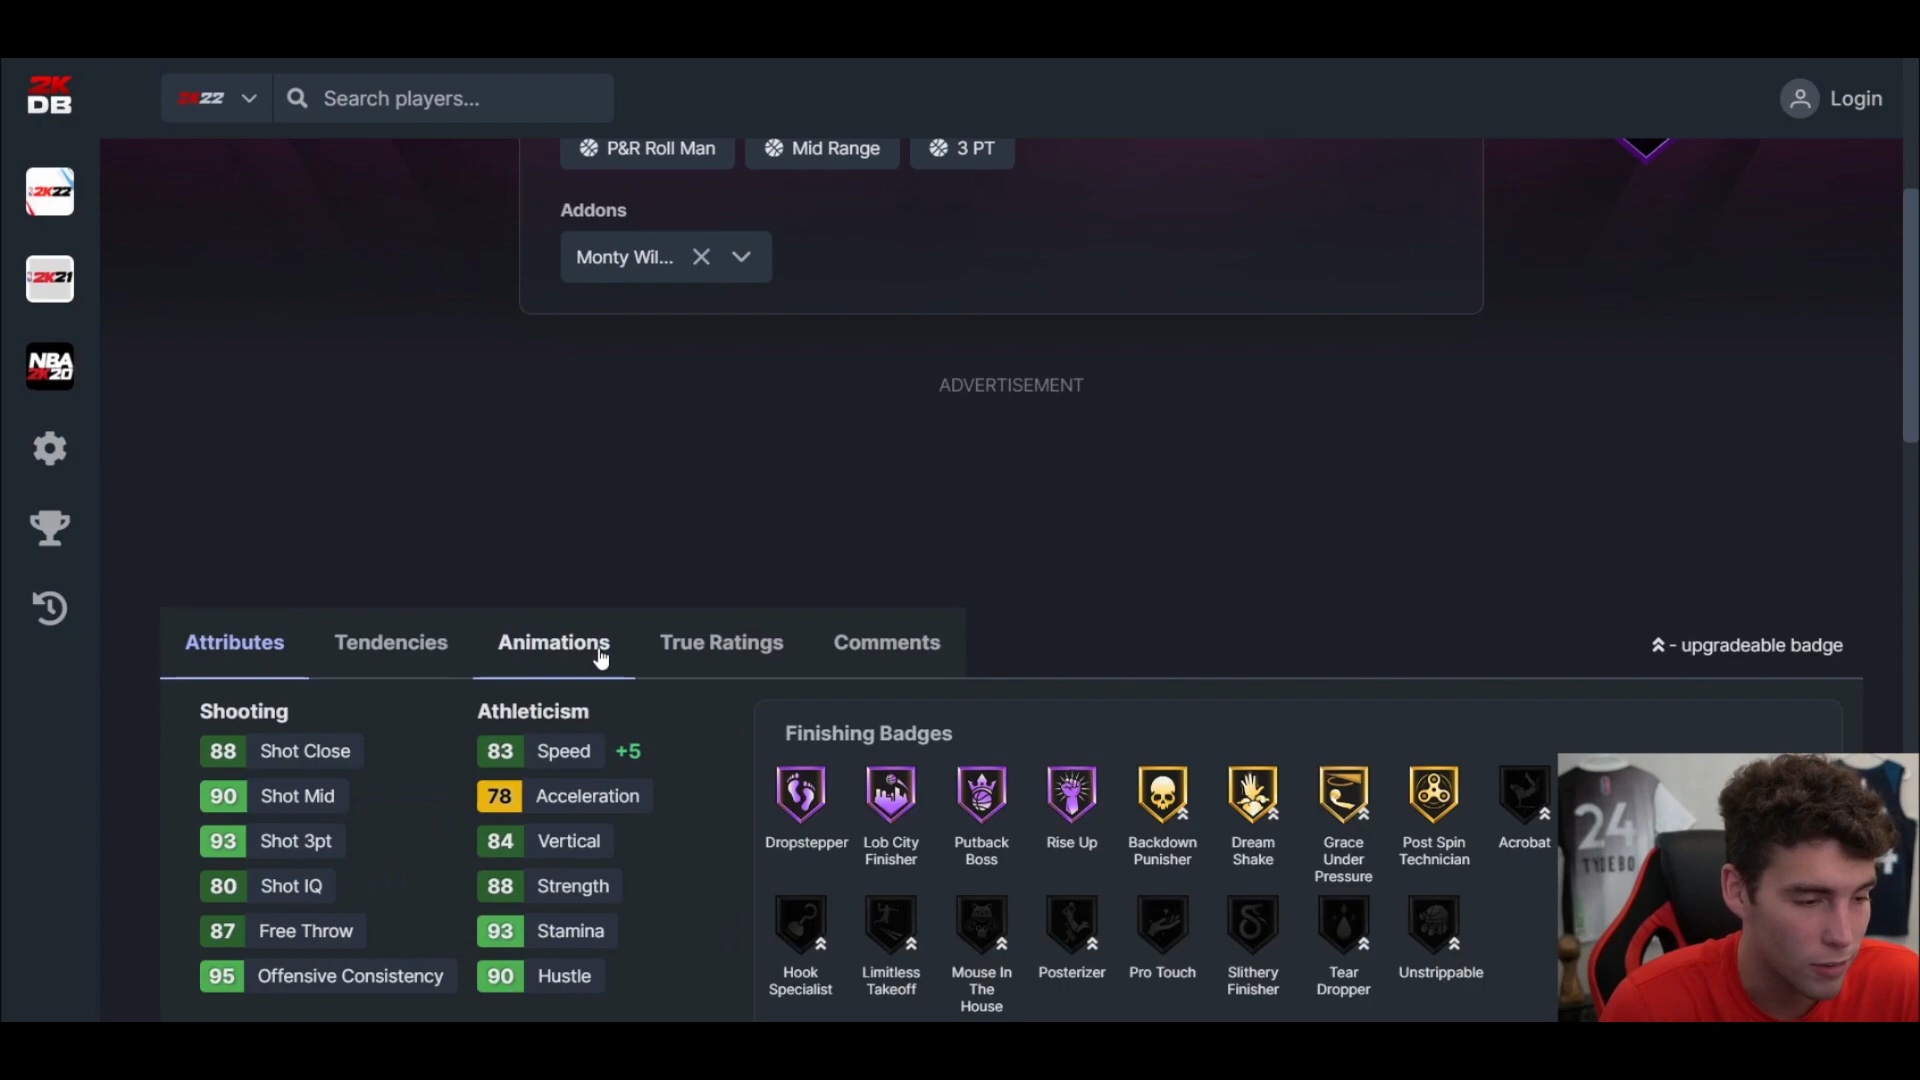 2K
DB
2K22
Search players...
Login
2K22
2K21
NBA
2K20
P&R Roll Man
Mid Range
3 PT
Addons
Monty Wil...
ADVERTISEMENT
Attributes
Tendencies
Animations
True Ratings
Comments
- upgradeable badge
Shooting
88 Shot Close
90 Shot Mid
93 Shot 3pt
80 Shot IQ
87 Free Throw
95 Offensive Consistency
Athleticism
83 Speed +5
78 Acceleration
84 Vertical
88 Strength
93 Stamina
90 Hustle
Finishing Badges
Dropstepper
Lob City
Finisher
Putback
Boss
Rise Up
Backdown
Punisher
Dream
Shake
Grace
Under
Pressure
Post Spin
Technician
Acrobat
Hook
Specialist
Limitless
Takeoff
Mouse In
The
House
Posterizer
Pro Touch
Slithery
Finisher
Tear
Dropper
Unstrippable
24